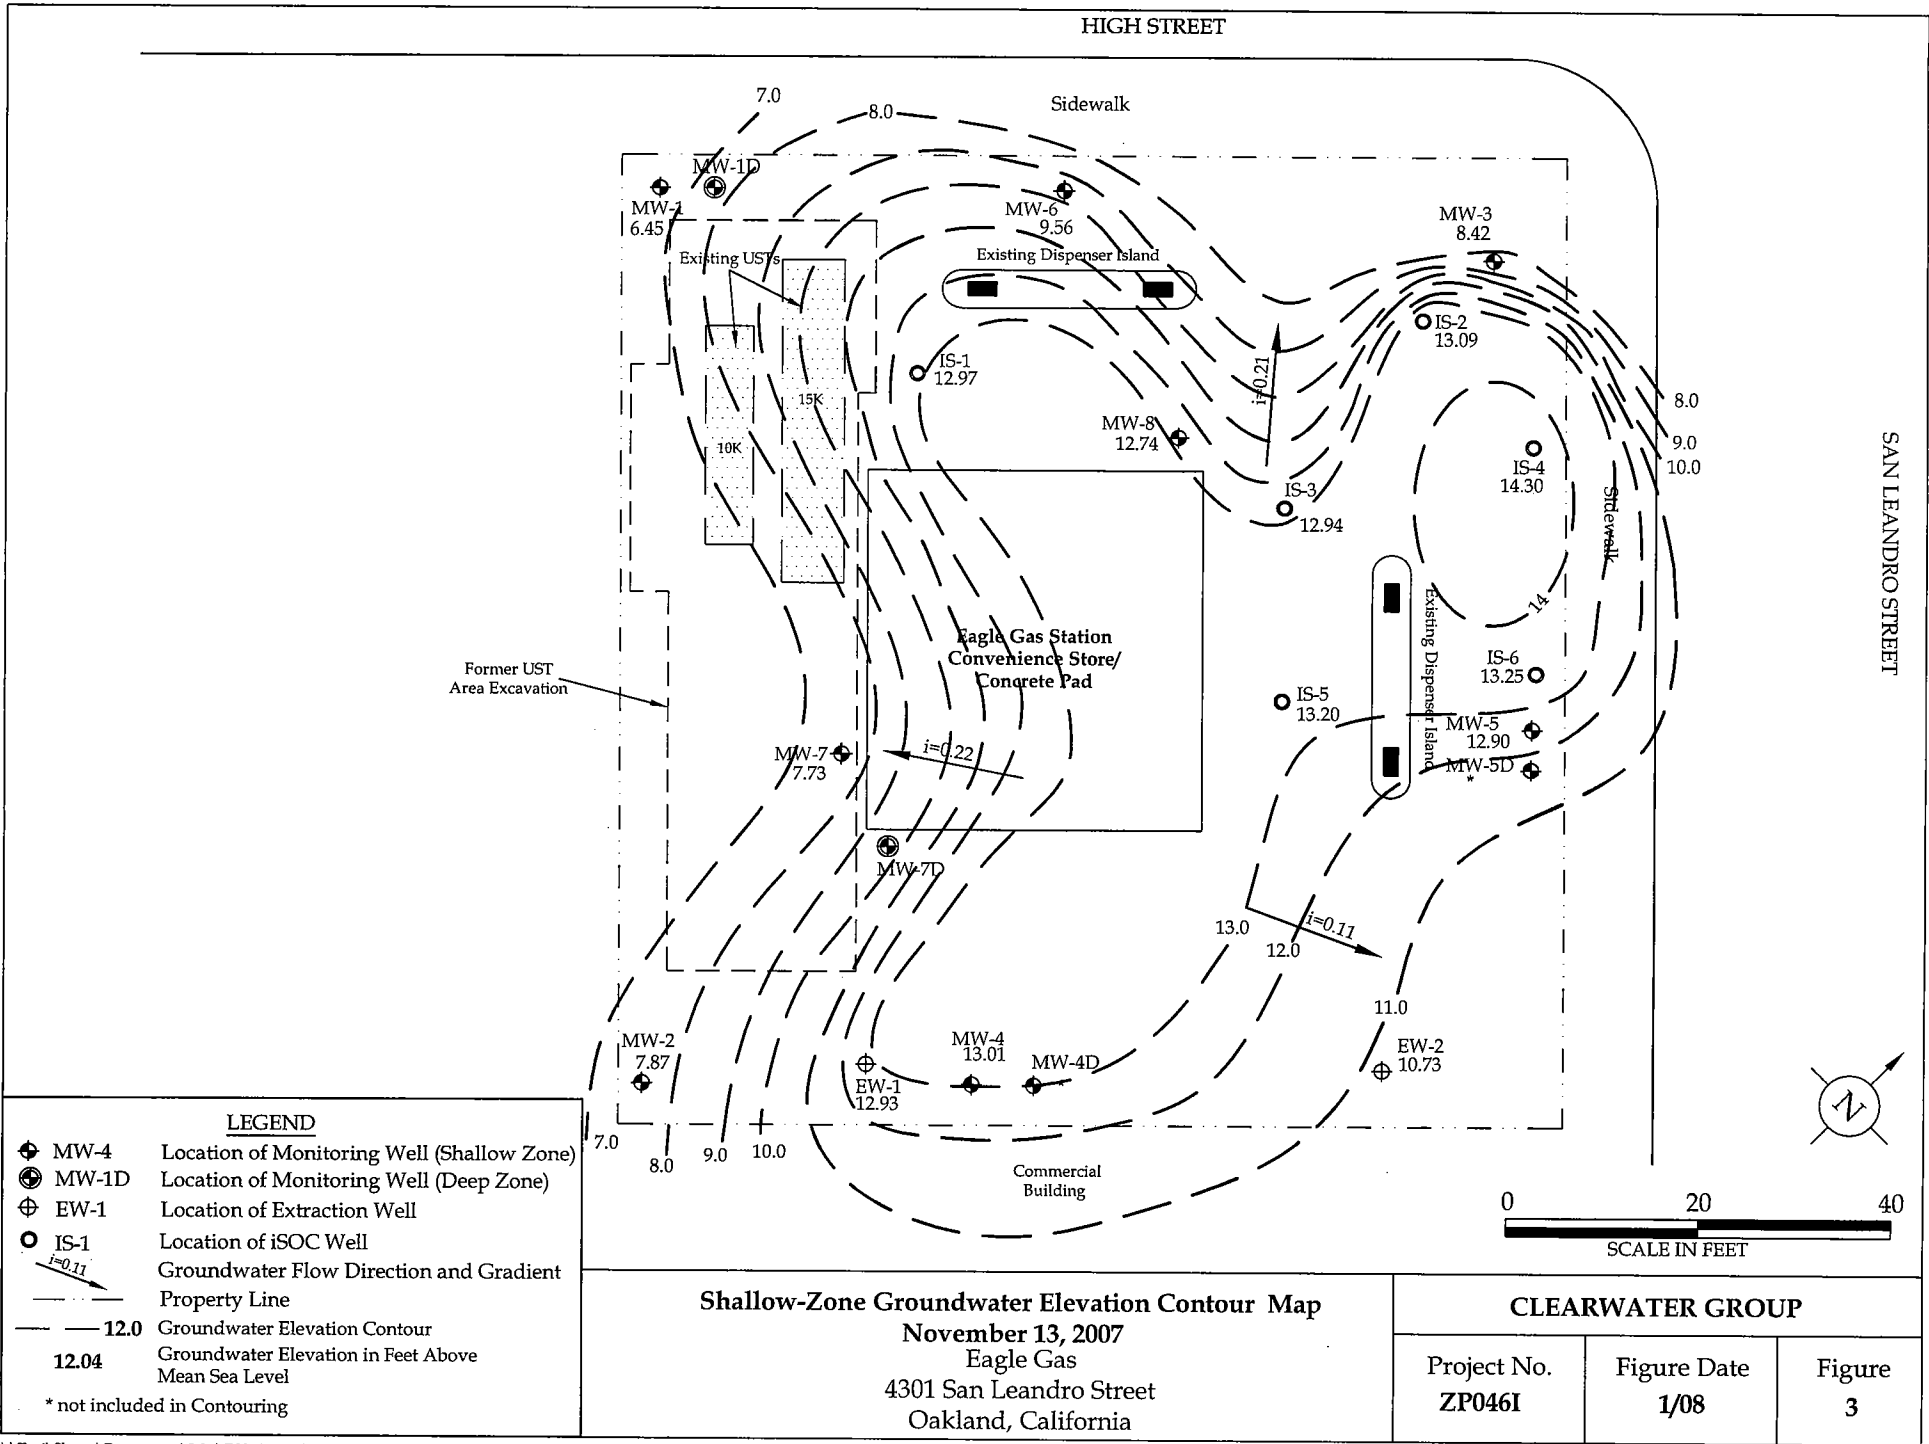 HIGH STREET
Sidewalk
7.0
8.0
MW-1D
MW-1
6.45
MW-6
9.56
MW-3
8.42
Existing USTs
Existing Dispenser Island
IS-2
13.09
IS-1
12.97
i=0.21
15K
10K
MW-8
12.74
8.0
9.0
10.0
IS-4
14.30
IS-3
12.94
Sidewalk
SAN LEANDRO STREET
14
Eagle Gas Station
Convenience Store/
Concrete Pad
Existing Dispenser Island
Former UST
Area Excavation
IS-6
13.25
IS-5
13.20
MW-5
12.90
MW-5D
*
MW-7
7.73
i=0.22
MW-7D
13.0
12.0
i=0.11
11.0
MW-2
7.87
EW-1
12.93
MW-4
13.01
MW-4D
*
EW-2
10.73
7.0
8.0
9.0
10.0
Commercial
Building
N
0 20 40
SCALE IN FEET
LEGEND
MW-4 Location of Monitoring Well (Shallow Zone)
MW-1D Location of Monitoring Well (Deep Zone)
EW-1 Location of Extraction Well
IS-1 Location of iSOC Well
i=0.11 Groundwater Flow Direction and Gradient
Property Line
12.0 Groundwater Elevation Contour
12.04 Groundwater Elevation in Feet Above
Mean Sea Level
* not included in Contouring
Shallow-Zone Groundwater Elevation Contour Map
November 13, 2007
Eagle Gas
4301 San Leandro Street
Oakland, California
CLEARWATER GROUP
Project No.
ZP046I
Figure Date
1/08
Figure
3